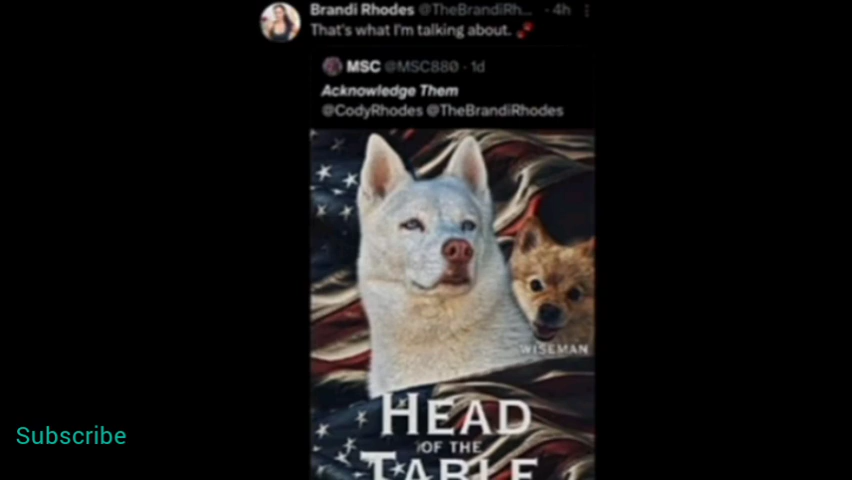 Brandi Rhodes @TheBrandiRh... · 4h
That's what I'm talking about.
MSC @MSC880 · 1d
Acknowledge Them
@CodyRhodes @TheBrandiRhodes
WISEMAN
HEAD
OF THE
TABLE
Subscribe